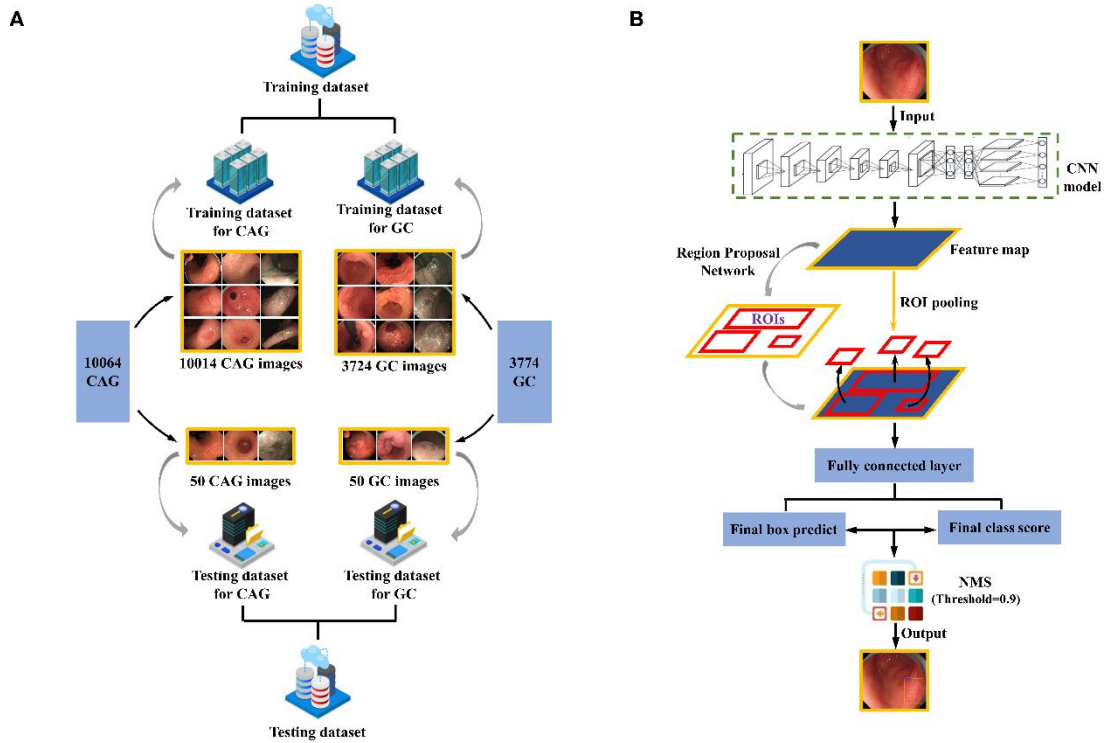 A
Training dataset
Training dataset
for CAG
Training dataset
for GC
10064
CAG
10014 CAG images
3724 GC images
3774
GC
50 CAG images
50 GC images
Testing dataset
for CAG
Testing dataset
for GC
Testing dataset
B
Input
CNN
model
Region Proposal
Network
Feature map
ROI pooling
ROIs
Fully connected layer
Final box predict
Final class score
NMS
(Threshold=0.9)
Output